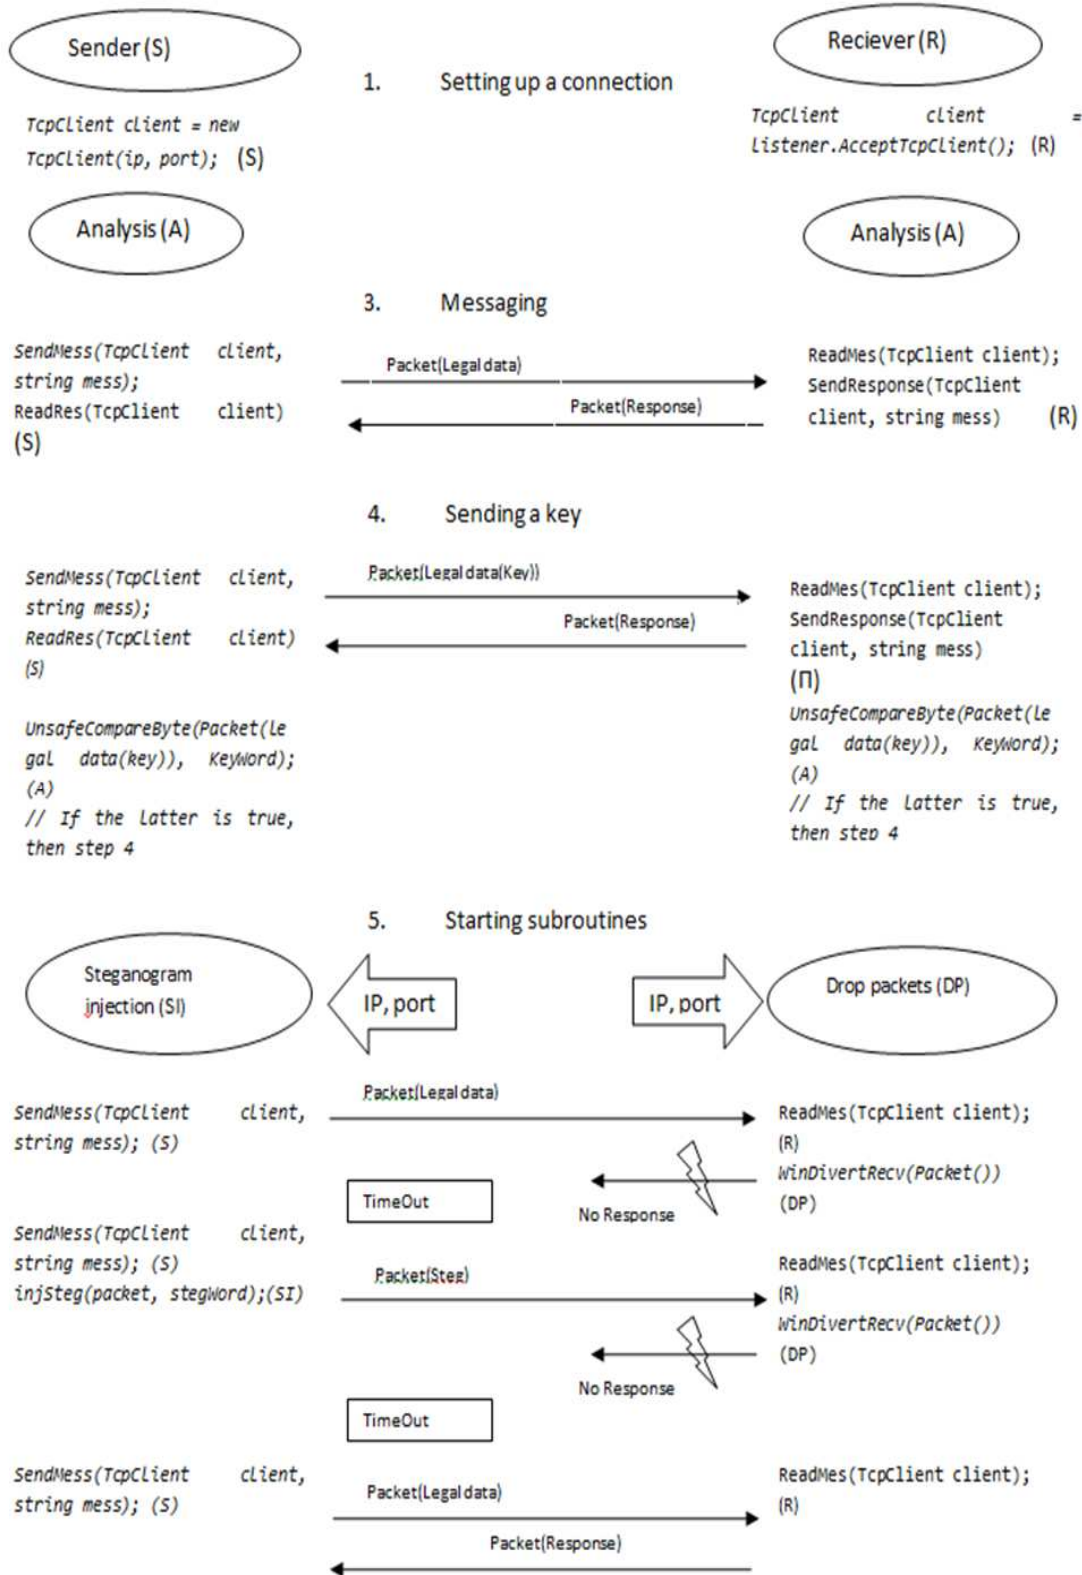 Sender (S)
Reciever (R)
1. Setting up a connection
TcpClient client = new
TcpClient(ip, port); (S)
TcpClient client =
Listener.AcceptTcpClient(); (R)
Analysis (A)
Analysis (A)
3. Messaging
SendMess(TcpClient client,
string mess);
ReadRes(TcpClient client)
(S)
Packet(Legal data)
Packet(Response)
ReadMes(TcpClient client);
SendResponse(TcpClient
client, string mess) (R)
4. Sending a key
SendMess(TcpClient client,
string mess);
ReadRes(TcpClient client)
(S)
UnsafeCompareByte(Packet(le
gal data(key)), KeyWord);
(A)
// If the latter is true,
then step 4
Packet(Legal data(Key))
Packet(Response)
ReadMes(TcpClient client);
SendResponse(TcpClient
client, string mess)
(П)
UnsafeCompareByte(Packet(le
gal data(key)), KeyWord);
(A)
// If the latter is true,
then step 4
5. Starting subroutines
Steganogram
injection (SI)
IP, port
IP, port
Drop packets (DP)
SendMess(TcpClient client,
string mess); (S)
Packet(Legal data)
ReadMes(TcpClient client);
(R)
WinDivertRecv(Packet())
(DP)
No Response
TimeOut
SendMess(TcpClient client,
string mess); (S)
injSteg(packet, stegWord);(SI)
Packet(Steg)
ReadMes(TcpClient client);
(R)
WinDivertRecv(Packet())
(DP)
No Response
TimeOut
SendMess(TcpClient client,
string mess); (S)
Packet(Legal data)
ReadMes(TcpClient client);
(R)
Packet(Response)